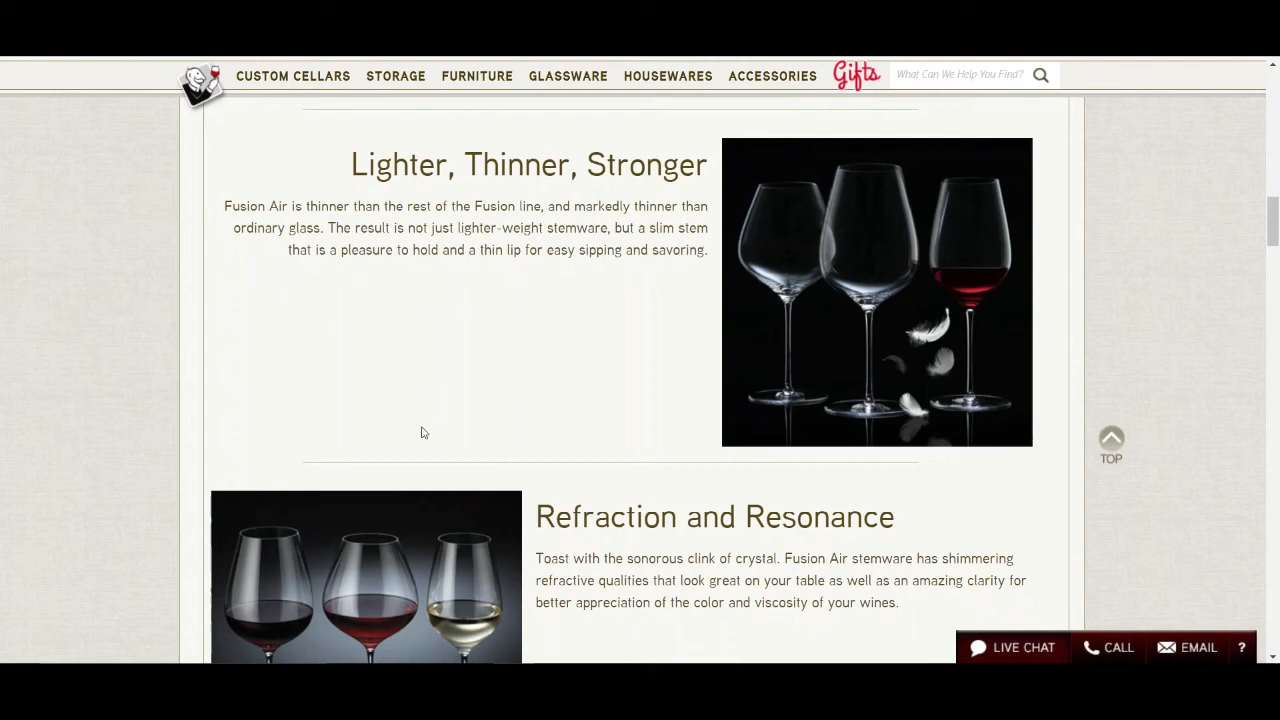 CUSTOM CELLARS STORAGE FURNITURE GLASSWARE HOUSEWARES ACCESSORIES Gifts What Can We Help You Find?
Lighter, Thinner, Stronger
Fusion Air is thinner than the rest of the Fusion line, and markedly thinner than
ordinary glass. The result is not just lighter-weight stemware, but a slim stem
that is a pleasure to hold and a thin lip for easy sipping and savoring.
TOP
Refraction and Resonance
Toast with the sonorous clink of crystal. Fusion Air stemware has shimmering
refractive qualities that look great on your table as well as an amazing clarity for
better appreciation of the color and viscosity of your wines.
LIVE CHAT CALL EMAIL ?